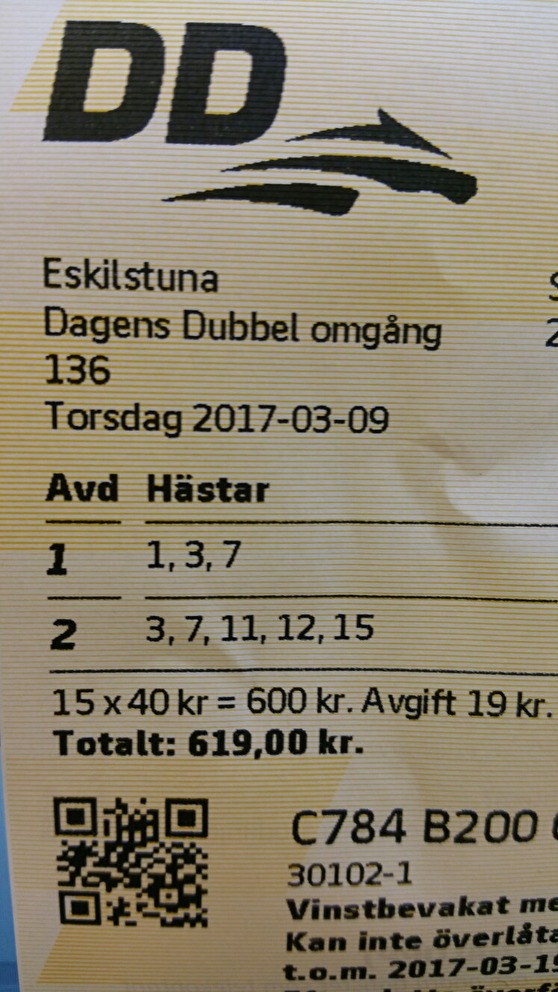 DD
Eskilstuna
Dagens Dubbel omgång
136
Torsdag 2017-03-09
Avd Hästar
1 1, 3, 7
2 3, 7, 11, 12, 15
15 x 40 kr = 600 kr. Avgift 19 kr.
Totalt: 619,00 kr.
C784 B200
30102-1
Vinstbevakat
Kan inte
t.o.m. 2017-03-19